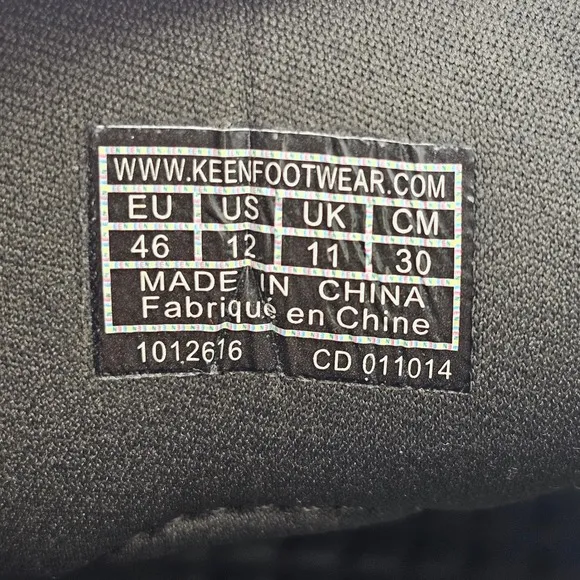 WWW.KEENFOOTWEAR.COM
EU US UK CM
46 12 11 30
MADE IN CHINA
Fabriqué en Chine
1012616 CD 011014